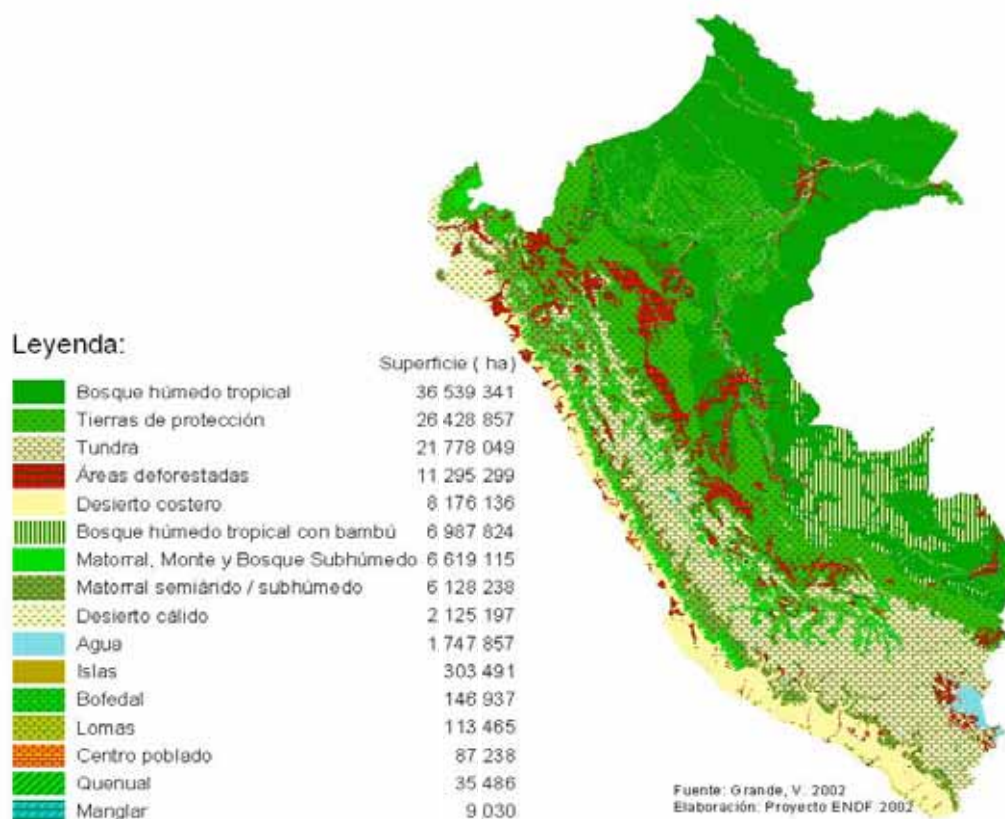 Leyenda:
Superficie ( ha)
Bosque húmedo tropical 36 539 341
Tierras de protección 26 428 857
Tundra 21 778 049
Áreas deforestadas 11 295 299
Desierto costero 8 176 136
Bosque húmedo tropical con bambú 6 987 824
Matorral, Monte y Bosque Subhúmedo 6 619 115
Matorral semiárido / subhúmedo 6 128 238
Desierto cálido 2 125 197
Agua 1 747 857
Islas 303 491
Bofedal 146 937
Lomas 113 465
Centro poblado 87 238
Quenual 35 486
Manglar 9 030
Fuente: Grande, V. 2002
Elaboración: Proyecto ENDF 2002